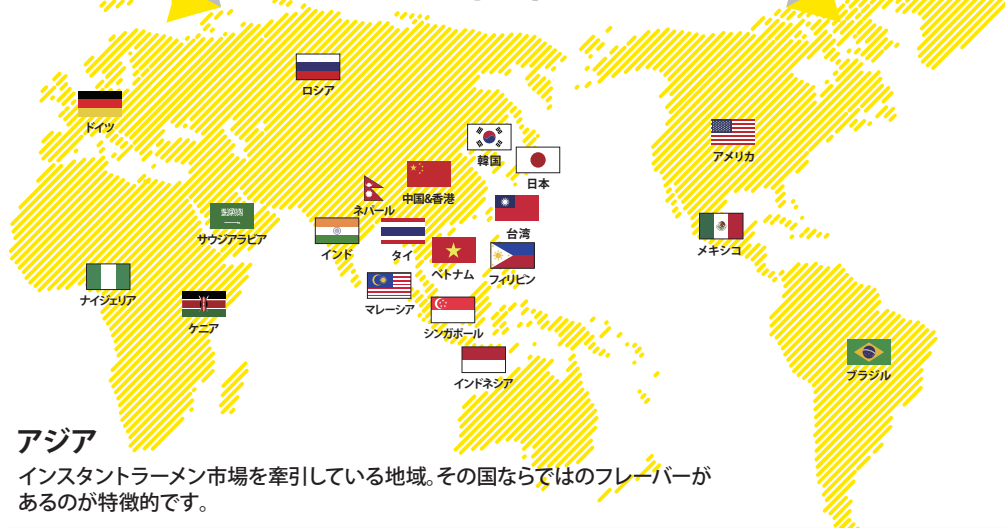 ロシア
ドイツ
韓国
アメリカ
日本
中国&香港
ネパール
サウジアラビア
台湾
メキシコ
インド
タイ
ベトナム
フィリピン
ナイジェリア
マレーシア
ケニア
シンガポール
インドネシア
ブラジル
アジア
インスタントラーメン市場を牽引している地域。その国ならではのフレーバーが
あるのが特徴的です。